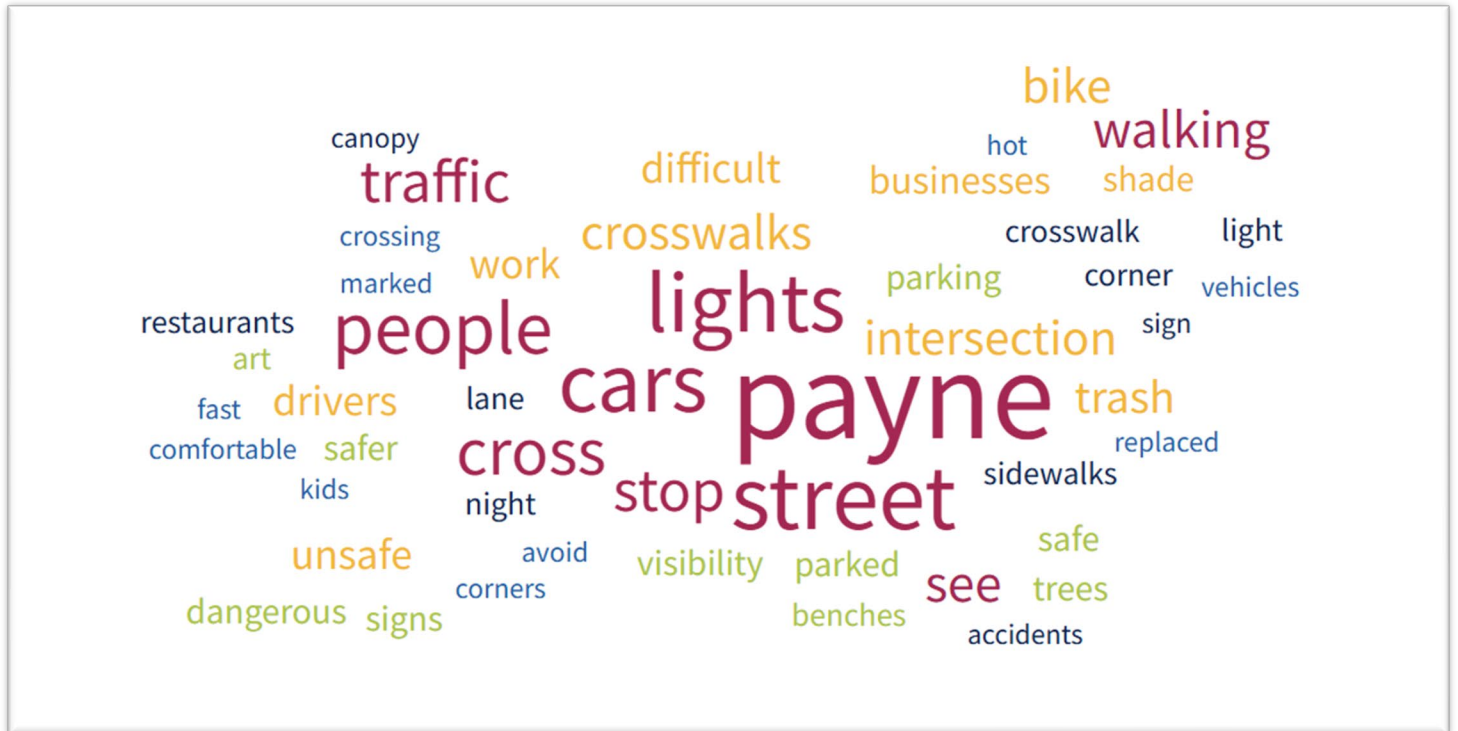 bike
canopy
walking
hot
traffic
difficult
businesses
shade
crossing
crosswalks
crosswalk
light
work
marked
lights
parking
corner
vehicles
restaurants
people
intersection
sign
art
fast
drivers
lane
cars
payne
trash
comfortable
safer
cross
replaced
kids
night
stop
street
sidewalks
unsafe
avoid
visibility
parked
safe
corners
see
trees
dangerous
signs
benches
accidents